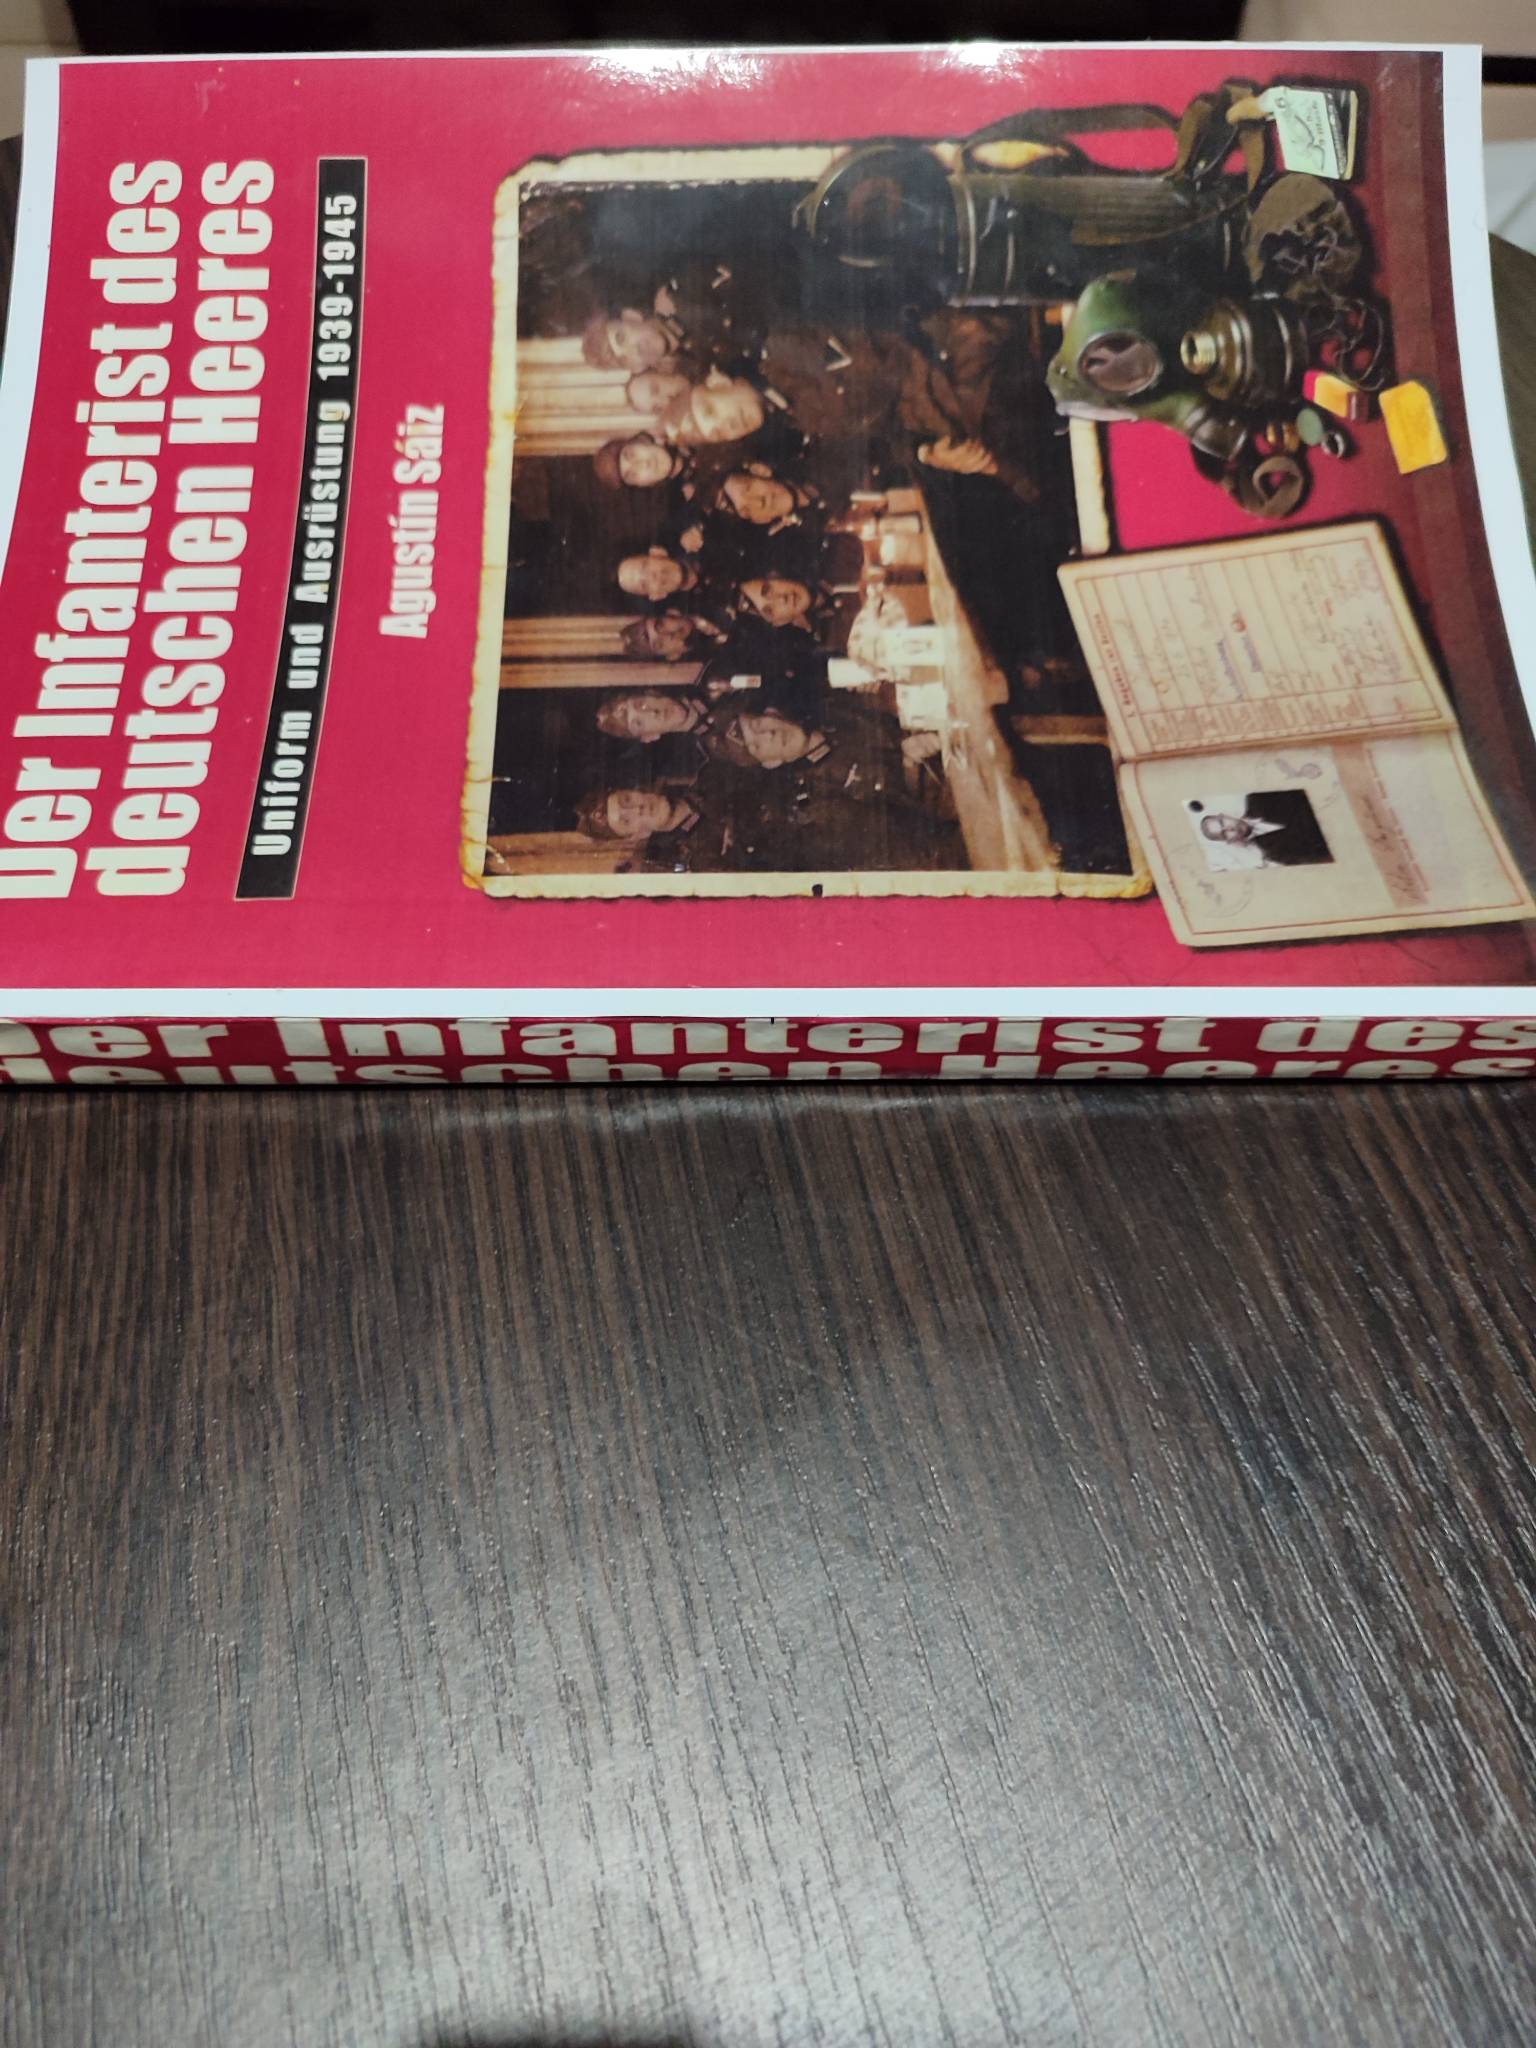 Der Infanterist des
deutschen Heeres
Uniform und Ausrüstung 1939-1945
Agustín Sáiz
Der Infanterist des
deutschen Heeres